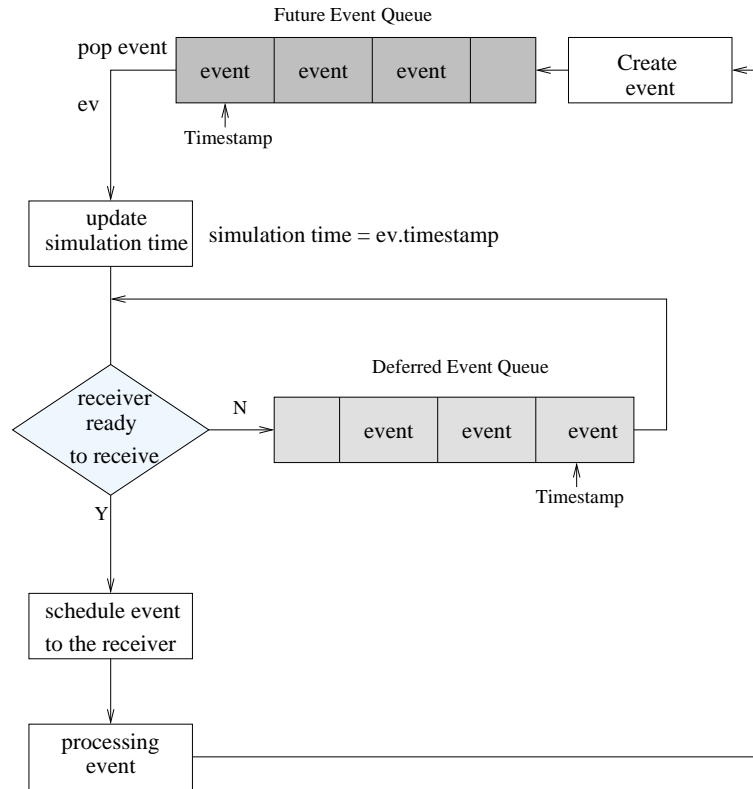 Future Event Queue
pop event
event event event
Create
event
ev
Timestamp
update
simulation time
simulation time = ev.timestamp
Deferred Event Queue
receiver
ready
to receive
N
event event event
Timestamp
Y
schedule event
to the receiver
processing
event